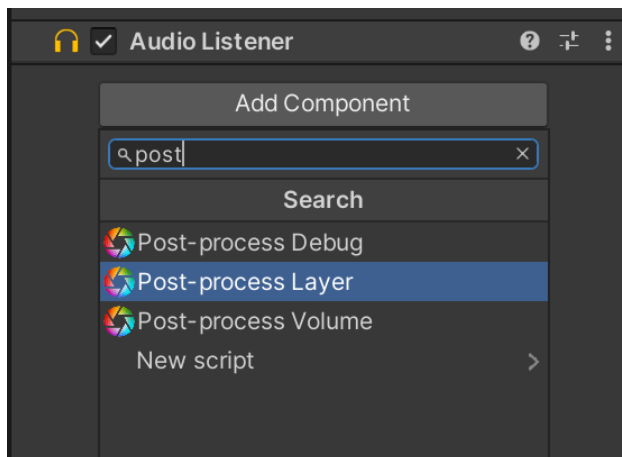 Audio Listener
Add Component
post
Search
Post-process Debug
Post-process Layer
Post-process Volume
New script